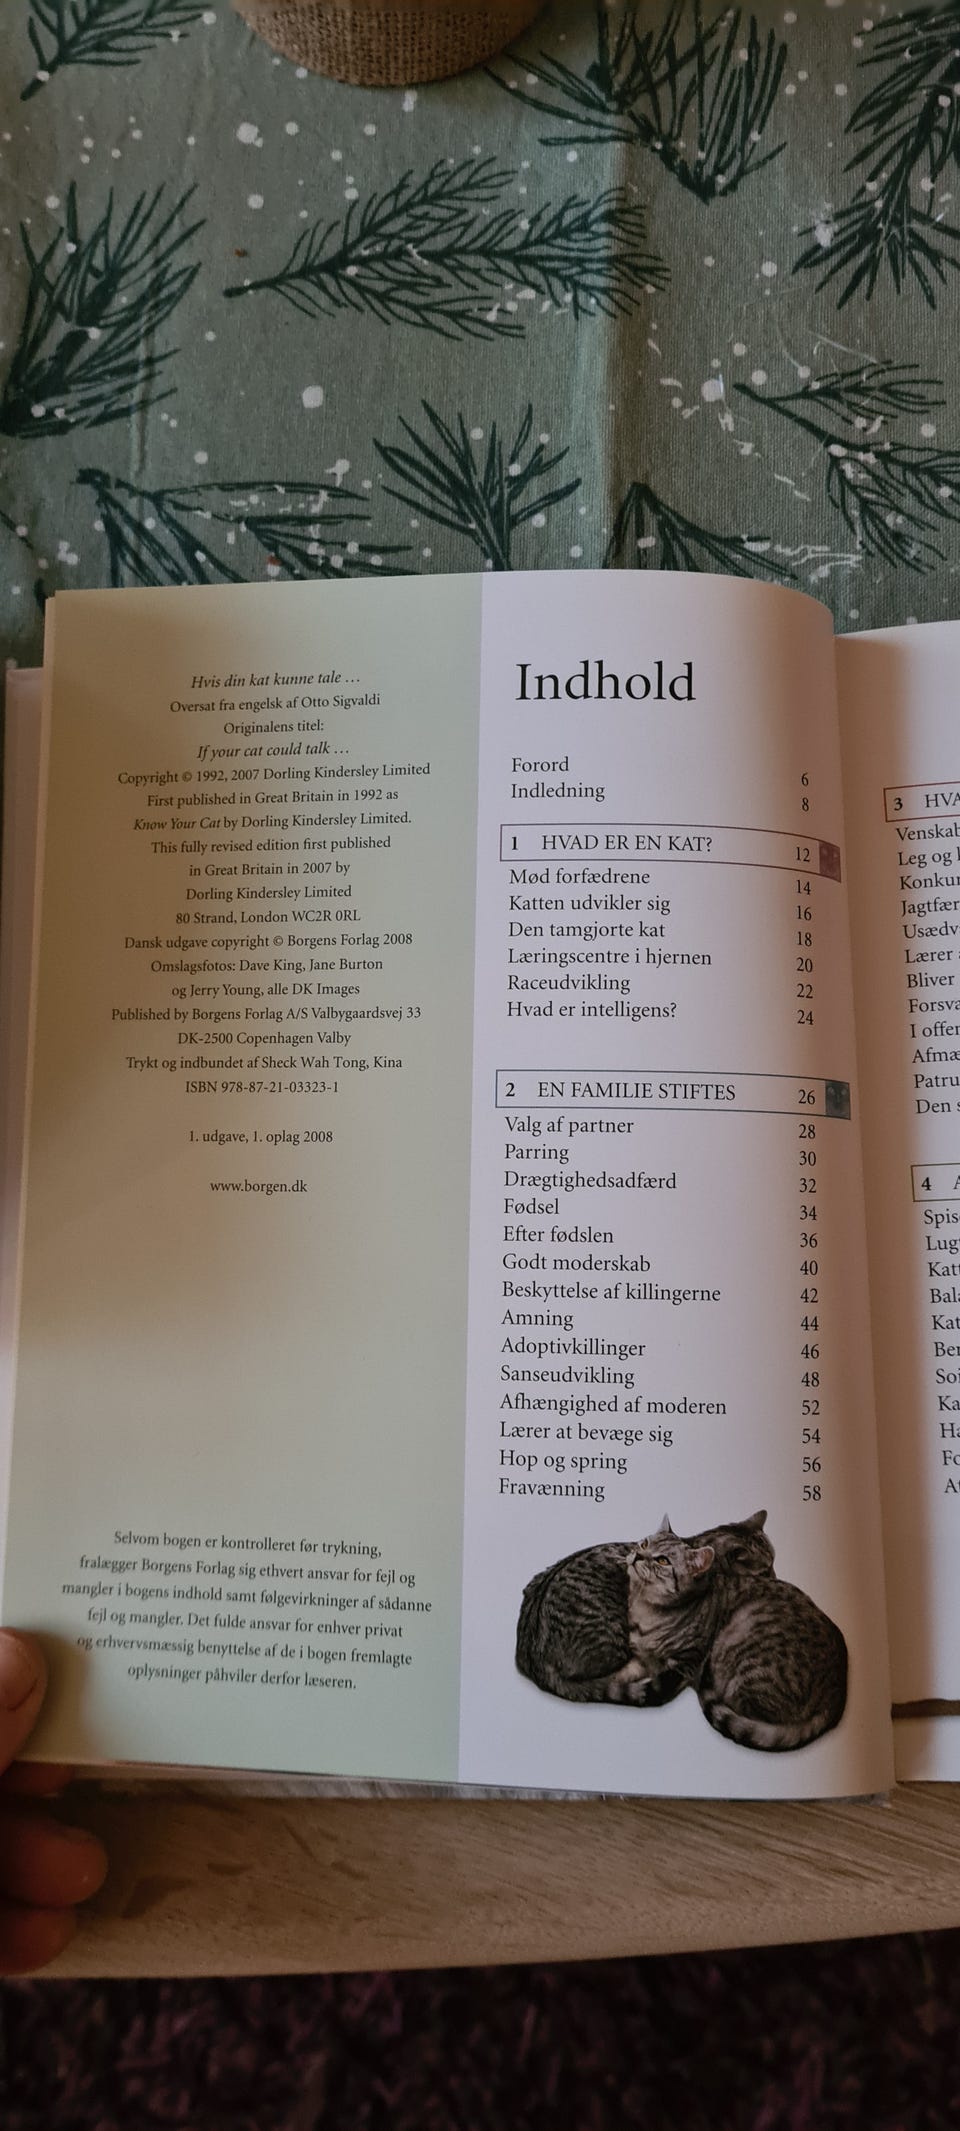 Hvis din kat kunne tale …
Oversat fra engelsk af Otto Sigvaldi
Originalens titel:
If your cat could talk …
Copyright © 1992, 2007 Dorling Kindersley Limited
First published in Great Britain in 1992 as
Know Your Cat by Dorling Kindersley Limited.
This fully revised edition first published
in Great Britain in 2007 by
Dorling Kindersley Limited
80 Strand, London WC2R 0RL
Dansk udgave copyright © Borgens Forlag 2008
Omslagsfotos: Dave King, Jane Burton
og Jerry Young, alle DK Images
Published by Borgens Forlag A/S Valbygaardsvej 33
DK-2500 Copenhagen Valby
Trykt og indbundet af Sheck Wah Tong, Kina
ISBN 978-87-21-03323-1
1. udgave, 1. oplag 2008
www.borgen.dk
Selvom bogen er kontrolleret før trykning,
fralægger Borgens Forlag sig ethvert ansvar for fejl og
mangler i bogens indhold samt følgevirkninger af sådanne
fejl og mangler. Det fulde ansvar for enhver privat
og erhvervsmæssig benyttelse af de i bogen fremlagte
oplysninger påhviler derfor læseren.
Indhold
Forord 6
Indledning 8
1 HVAD ER EN KAT? 12
Mød forfædrene 14
Katten udvikler sig 16
Den tamgjorte kat 18
Læringscentre i hjernen 20
Raceudvikling 22
Hvad er intelligens? 24
2 EN FAMILIE STIFTES 26
Valg af partner 28
Parring 30
Drægtighedsadfærd 32
Fødsel 34
Efter fødslen 36
Godt moderskab 40
Beskyttelse af killingerne 42
Amning 44
Adoptivkillinger 46
Sanseudvikling 48
Afhængighed af moderen 52
Lærer at bevæge sig 54
Hop og spring 56
Fravænning 58
3
Leg og
Lærer
Bliver
I
Den
4